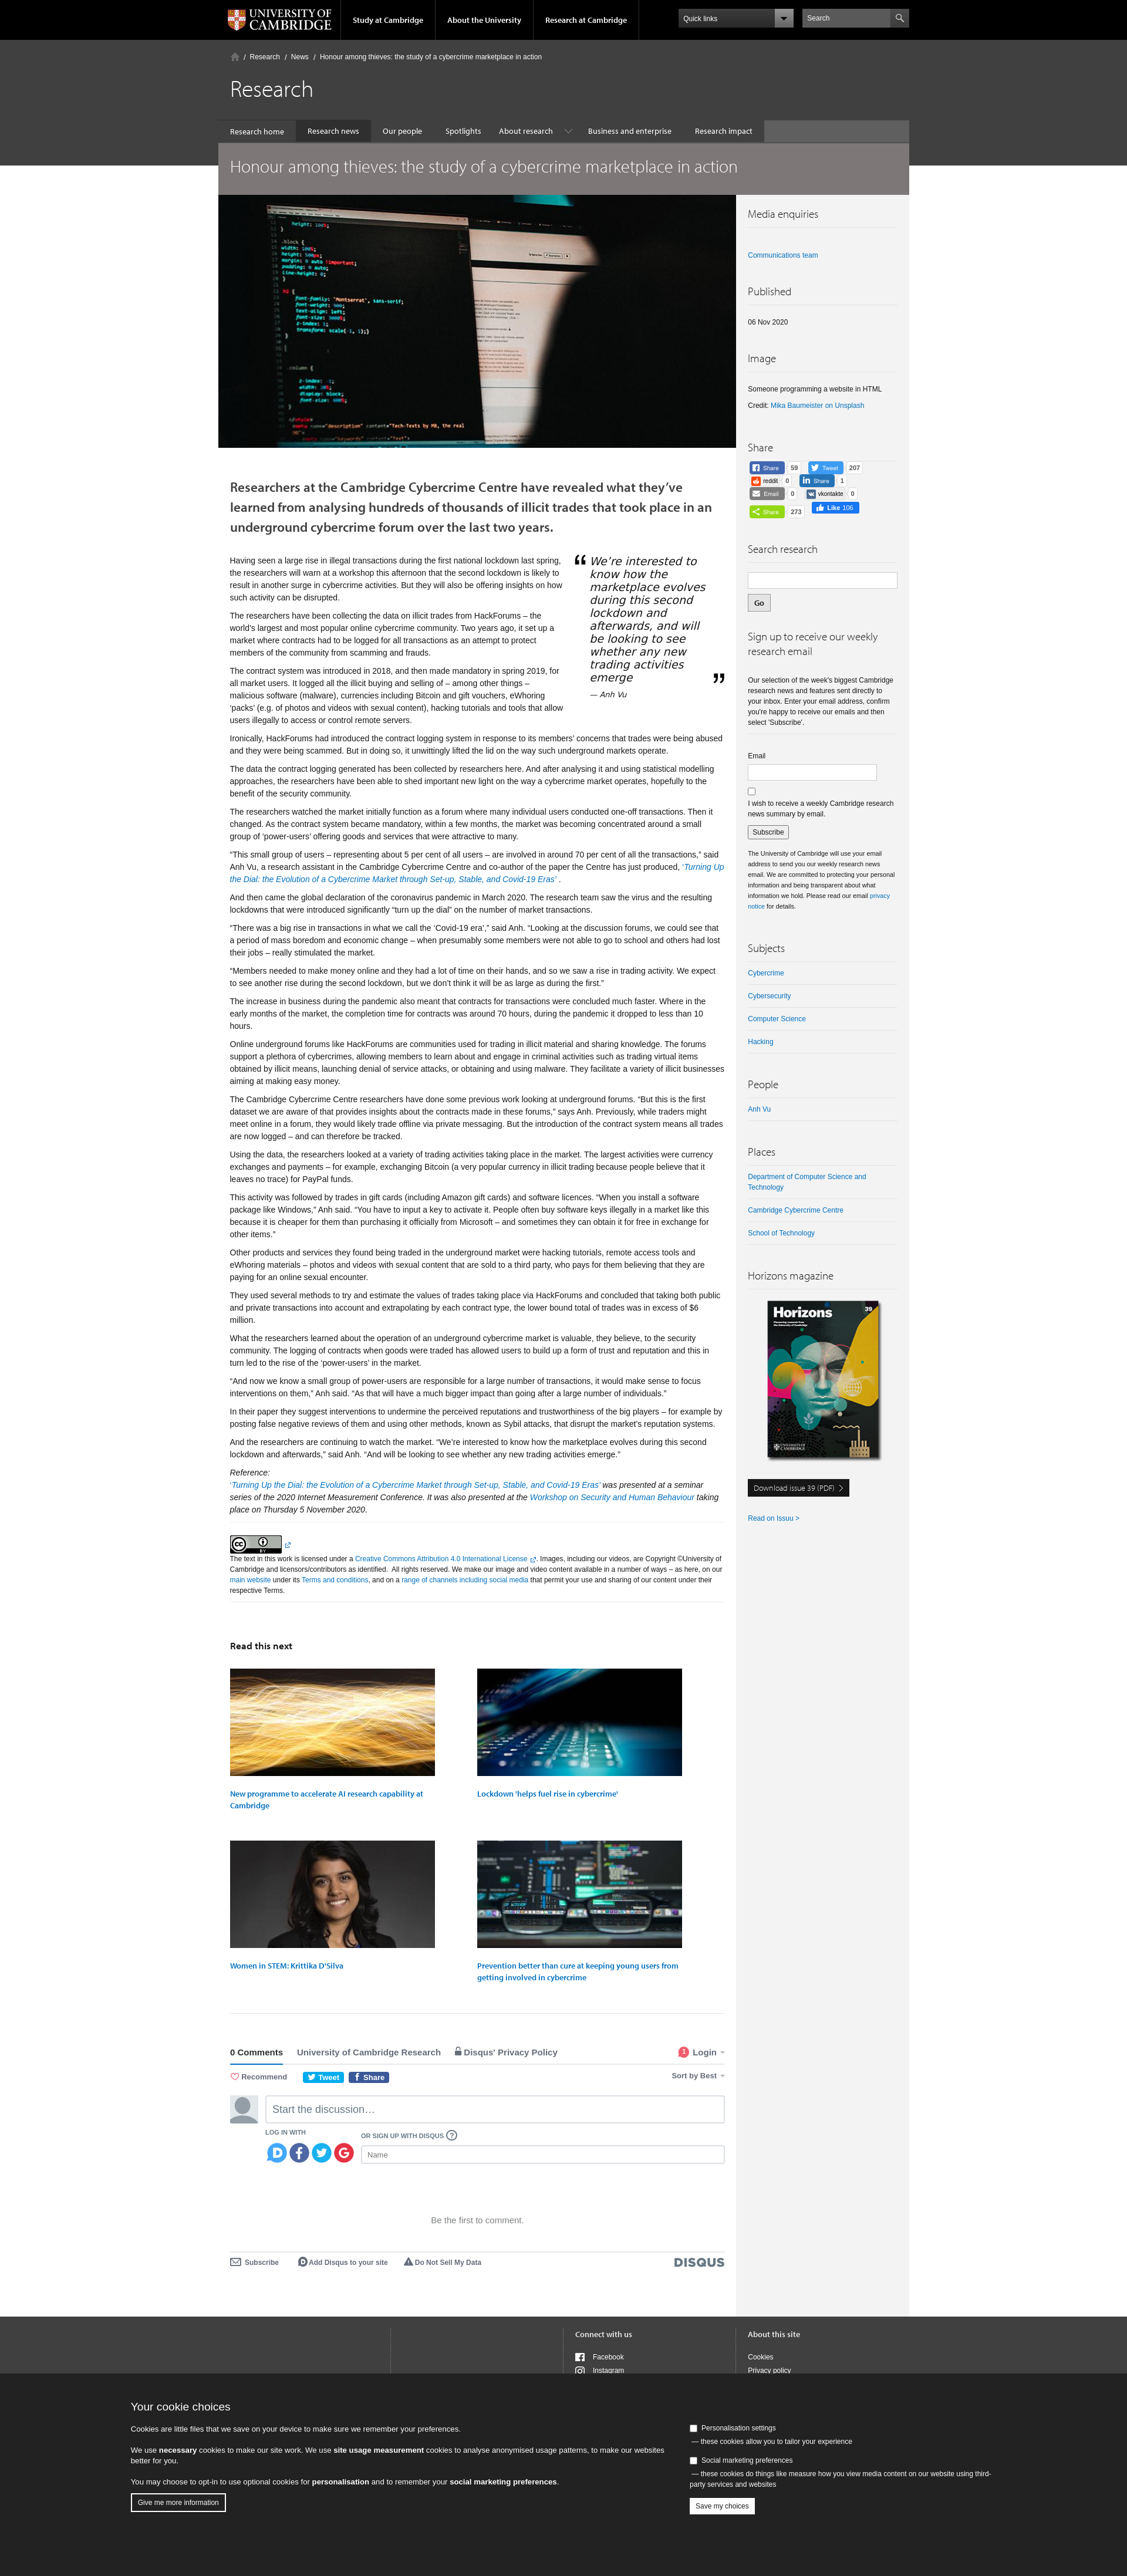 UNIVERSITY OF CAMBRIDGE
Study at Cambridge
About the University
Research at Cambridge
Quick links
Search
/ Research / News / Honour among thieves: the study of a cybercrime marketplace in action
Research
Research home
Research news
Our people
Spotlights
About research
Business and enterprise
Research impact
Honour among thieves: the study of a cybercrime marketplace in action
Researchers at the Cambridge Cybercrime Centre have revealed what they’ve
learned from analysing hundreds of thousands of illicit trades that took place in an
underground cybercrime forum over the last two years.
Having seen a large rise in illegal transactions during the first national lockdown last spring,
the researchers will warn at a workshop this afternoon that the second lockdown is likely to
result in another surge in cybercrime activities. But they will also be offering insights on how
such activity can be disrupted.
The researchers have been collecting the data on illicit trades from HackForums – the
world’s largest and most popular online cybercrime community. Two years ago, it set up a
market where contracts had to be logged for all transactions as an attempt to protect
members of the community from scamming and frauds.
The contract system was introduced in 2018, and then made mandatory in spring 2019, for
all market users. It logged all the illicit buying and selling of – among other things –
malicious software (malware), currencies including Bitcoin and gift vouchers, eWhoring
‘packs’ (e.g. of photos and videos with sexual content), hacking tutorials and tools that allow
users illegally to access or control remote servers.
“ We’re interested to
know how the
marketplace evolves
during this second
lockdown and
afterwards, and will
be looking to see
whether any new
trading activities
emerge ”
— Anh Vu
Ironically, HackForums had introduced the contract logging system in response to its members’ concerns that trades were being abused
and they were being scammed. But in doing so, it unwittingly lifted the lid on the way such underground markets operate.
The data the contract logging generated has been collected by researchers here. And after analysing it and using statistical modelling
approaches, the researchers have been able to shed important new light on the way a cybercrime market operates, hopefully to the
benefit of the security community.
The researchers watched the market initially function as a forum where many individual users conducted one-off transactions. Then it
changed. As the contract system became mandatory, within a few months, the market was becoming concentrated around a small
group of ‘power-users’ offering goods and services that were attractive to many.
“This small group of users – representing about 5 per cent of all users – are involved in around 70 per cent of all the transactions,” said
Anh Vu, a research assistant in the Cambridge Cybercrime Centre and co-author of the paper the Centre has just produced, ‘Turning Up
the Dial: the Evolution of a Cybercrime Market through Set-up, Stable, and Covid-19 Eras’ .
And then came the global declaration of the coronavirus pandemic in March 2020. The research team saw the virus and the resulting
lockdowns that were introduced significantly “turn up the dial” on the number of market transactions.
“There was a big rise in transactions in what we call the ‘Covid-19 era’,” said Anh. “Looking at the discussion forums, we could see that
a period of mass boredom and economic change – when presumably some members were not able to go to school and others had lost
their jobs – really stimulated the market.
“Members needed to make money online and they had a lot of time on their hands, and so we saw a rise in trading activity. We expect
to see another rise during the second lockdown, but we don’t think it will be as large as during the first.”
The increase in business during the pandemic also meant that contracts for transactions were concluded much faster. Where in the
early months of the market, the completion time for contracts was around 70 hours, during the pandemic it dropped to less than 10
hours.
Online underground forums like HackForums are communities used for trading in illicit material and sharing knowledge. The forums
support a plethora of cybercrimes, allowing members to learn about and engage in criminal activities such as trading virtual items
obtained by illicit means, launching denial of service attacks, or obtaining and using malware. They facilitate a variety of illicit businesses
aiming at making easy money.
The Cambridge Cybercrime Centre researchers have done some previous work looking at underground forums. “But this is the first
dataset we are aware of that provides insights about the contracts made in these forums,” says Anh. Previously, while traders might
meet online in a forum, they would likely trade offline via private messaging. But the introduction of the contract system means all trades
are now logged – and can therefore be tracked.
Using the data, the researchers looked at a variety of trading activities taking place in the market. The largest activities were currency
exchanges and payments – for example, exchanging Bitcoin (a very popular currency in illicit trading because people believe that it
leaves no trace) for PayPal funds.
This activity was followed by trades in gift cards (including Amazon gift cards) and software licences. “When you install a software
package like Windows,” Anh said. “You have to input a key to activate it. People often buy software keys illegally in a market like this
because it is cheaper for them than purchasing it officially from Microsoft – and sometimes they can obtain it for free in exchange for
other items.”
Other products and services they found being traded in the underground market were hacking tutorials, remote access tools and
eWhoring materials – photos and videos with sexual content that are sold to a third party, who pays for them believing that they are
paying for an online sexual encounter.
They used several methods to try and estimate the values of trades taking place via HackForums and concluded that taking both public
and private transactions into account and extrapolating by each contract type, the lower bound total of trades was in excess of $6
million.
What the researchers learned about the operation of an underground cybercrime market is valuable, they believe, to the security
community. The logging of contracts when goods were traded has allowed users to build up a form of trust and reputation and this in
turn led to the rise of the ‘power-users’ in the market.
“And now we know a small group of power-users are responsible for a large number of transactions, it would make sense to focus
interventions on them,” Anh said. “As that will have a much bigger impact than going after a large number of individuals.”
In their paper they suggest interventions to undermine the perceived reputations and trustworthiness of the big players – for example by
posting false negative reviews of them and using other methods, known as Sybil attacks, that disrupt the market’s reputation systems.
And the researchers are continuing to watch the market. “We’re interested to know how the marketplace evolves during this second
lockdown and afterwards,” said Anh. “And will be looking to see whether any new trading activities emerge.”
Reference:
‘Turning Up the Dial: the Evolution of a Cybercrime Market through Set-up, Stable, and Covid-19 Eras’ was presented at a seminar
series of the 2020 Internet Measurement Conference. It was also presented at the Workshop on Security and Human Behaviour taking
place on Thursday 5 November 2020.
CC BY
The text in this work is licensed under a Creative Commons Attribution 4.0 International License . Images, including our videos, are Copyright ©University of
Cambridge and licensors/contributors as identified. All rights reserved. We make our image and video content available in a number of ways – as here, on our
main website under its Terms and conditions, and on a range of channels including social media that permit your use and sharing of our content under their
respective Terms.
Read this next
New programme to accelerate AI research capability at
Cambridge
Lockdown 'helps fuel rise in cybercrime'
Women in STEM: Krittika D'Silva
Prevention better than cure at keeping young users from
getting involved in cybercrime
0 Comments
University of Cambridge Research
Disqus' Privacy Policy
1 Login
Recommend
Tweet
Share
Sort by Best
Start the discussion…
LOG IN WITH
OR SIGN UP WITH DISQUS ?
Name
Be the first to comment.
Subscribe
Add Disqus to your site
Do Not Sell My Data
DISQUS
Media enquiries
Communications team
Published
06 Nov 2020
Image
Someone programming a website in HTML
Credit: Mika Baumeister on Unsplash
Share
Share 59 Tweet 207
reddit 0 Share 1
Email 0 vkontakte 0
Share 273 Like 106
Search research
Go
Sign up to receive our weekly
research email
Our selection of the week's biggest Cambridge
research news and features sent directly to
your inbox. Enter your email address, confirm
you're happy to receive our emails and then
select 'Subscribe'.
Email
I wish to receive a weekly Cambridge research
news summary by email.
Subscribe
The University of Cambridge will use your email
address to send you our weekly research news
email. We are committed to protecting your personal
information and being transparent about what
information we hold. Please read our email privacy
notice for details.
Subjects
Cybercrime
Cybersecurity
Computer Science
Hacking
People
Anh Vu
Places
Department of Computer Science and
Technology
Cambridge Cybercrime Centre
School of Technology
Horizons magazine
Horizons
39
Download issue 39 (PDF)
Read on Issuu >
Connect with us
Facebook
Instagram
About this site
Cookies
Privacy policy
Your cookie choices
Cookies are little files that we save on your device to make sure we remember your preferences.
We use necessary cookies to make our site work. We use site usage measurement cookies to analyse anonymised usage patterns, to make our websites
better for you.
You may choose to opt-in to use optional cookies for personalisation and to remember your social marketing preferences.
Give me more information
Personalisation settings
— these cookies allow you to tailor your experience
Social marketing preferences
— these cookies do things like measure how you view media content on our website using third-
party services and websites
Save my choices